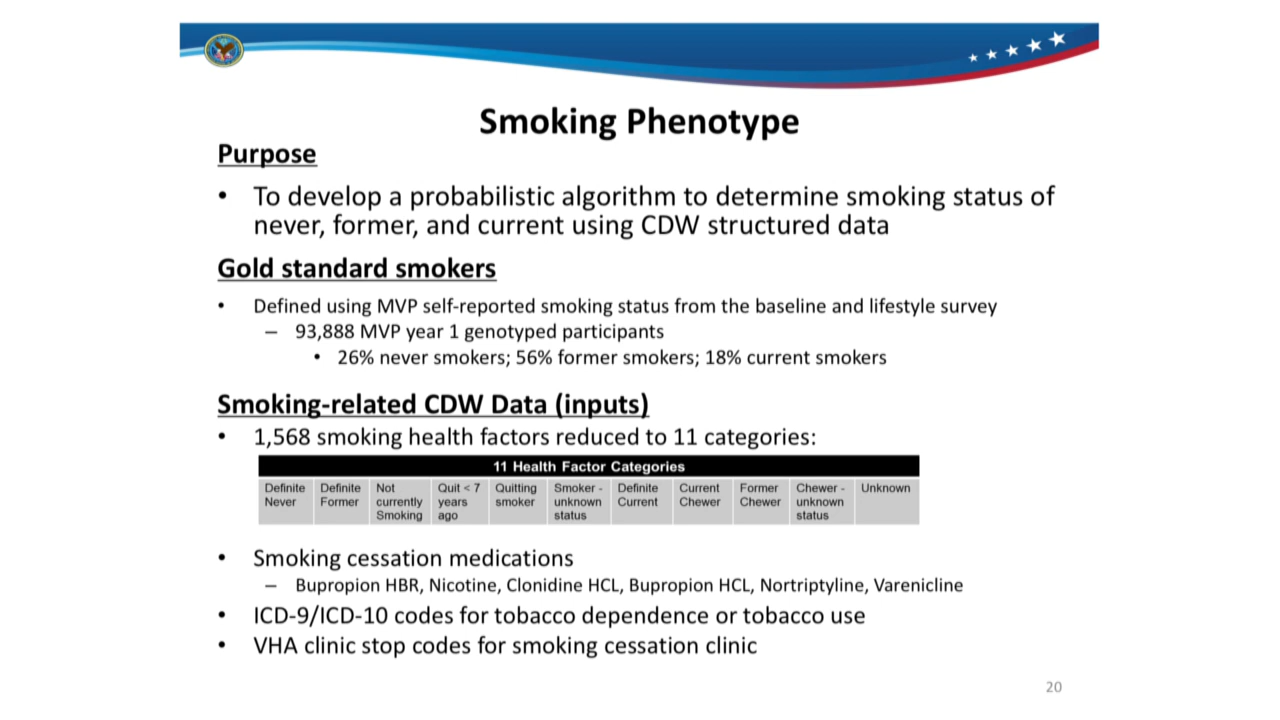 Smoking Phenotype
Purpose
• To develop a probabilistic algorithm to determine smoking status of
never, former, and current using CDW structured data
Gold standard smokers
• Defined using MVP self-reported smoking status from the baseline and lifestyle survey
– 93,888 MVP year 1 genotyped participants
• 26% never smokers; 56% former smokers; 18% current smokers
Smoking-related CDW Data (inputs)
• 1,568 smoking health factors reduced to 11 categories:
11 Health Factor Categories
Definite
Never
Definite
Former
Not
currently
Smoking
Quit < 7
years
ago
Quitting
smoker
Smoker -
unknown
status
Definite
Current
Current
Chewer
Former
Chewer
Chewer -
unknown
status
Unknown
• Smoking cessation medications
– Bupropion HBR, Nicotine, Clonidine HCL, Bupropion HCL, Nortriptyline, Varenicline
• ICD-9/ICD-10 codes for tobacco dependence or tobacco use
• VHA clinic stop codes for smoking cessation clinic
20